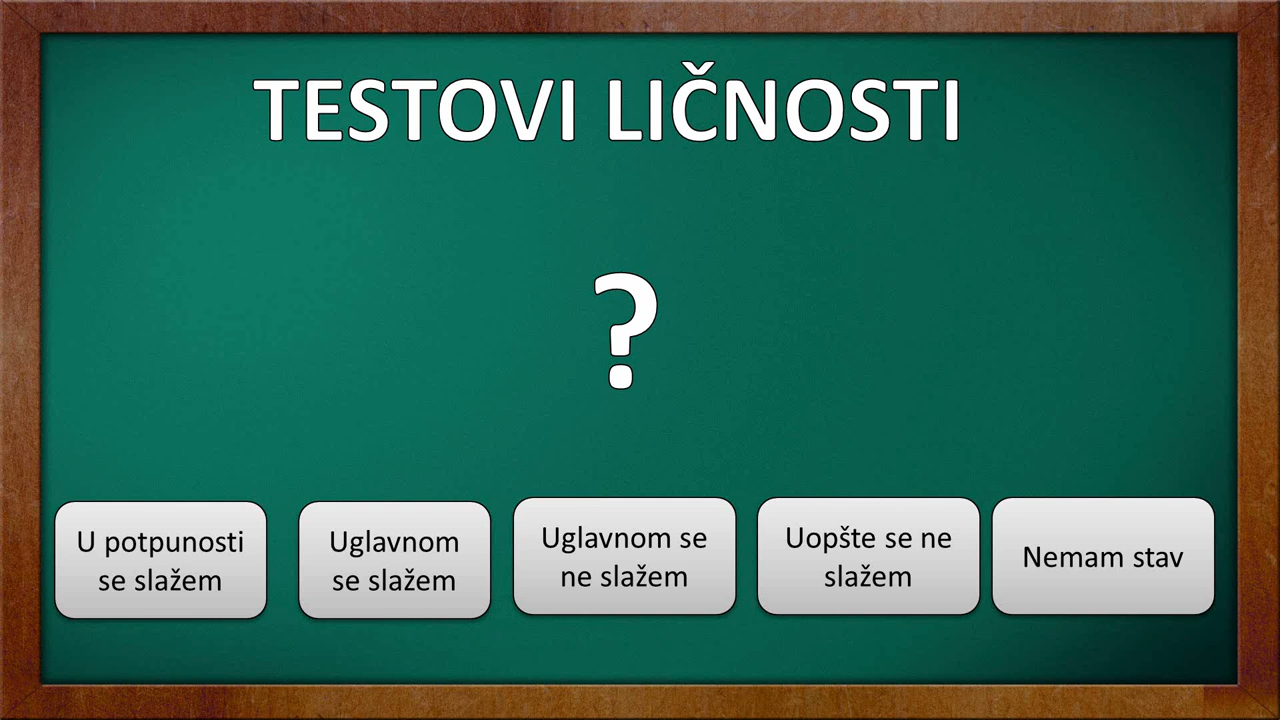 TESTOVI LIČNOSTI
?
U potpunosti
se slažem
Uglavnom
se slažem
Uglavnom se
ne slažem
Uopšte se ne
slažem
Nemam stav